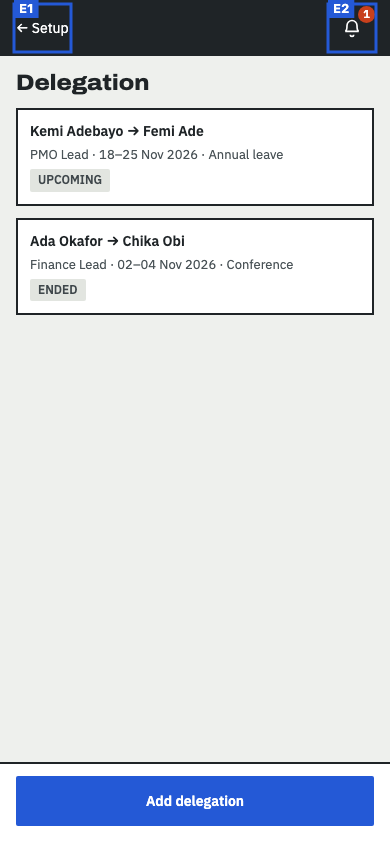 E1
← Setup
E2
1
Delegation
Kemi Adebayo → Femi Ade
PMO Lead · 18–25 Nov 2026 · Annual leave
UPCOMING
Ada Okafor → Chika Obi
Finance Lead · 02–04 Nov 2026 · Conference
ENDED
Add delegation